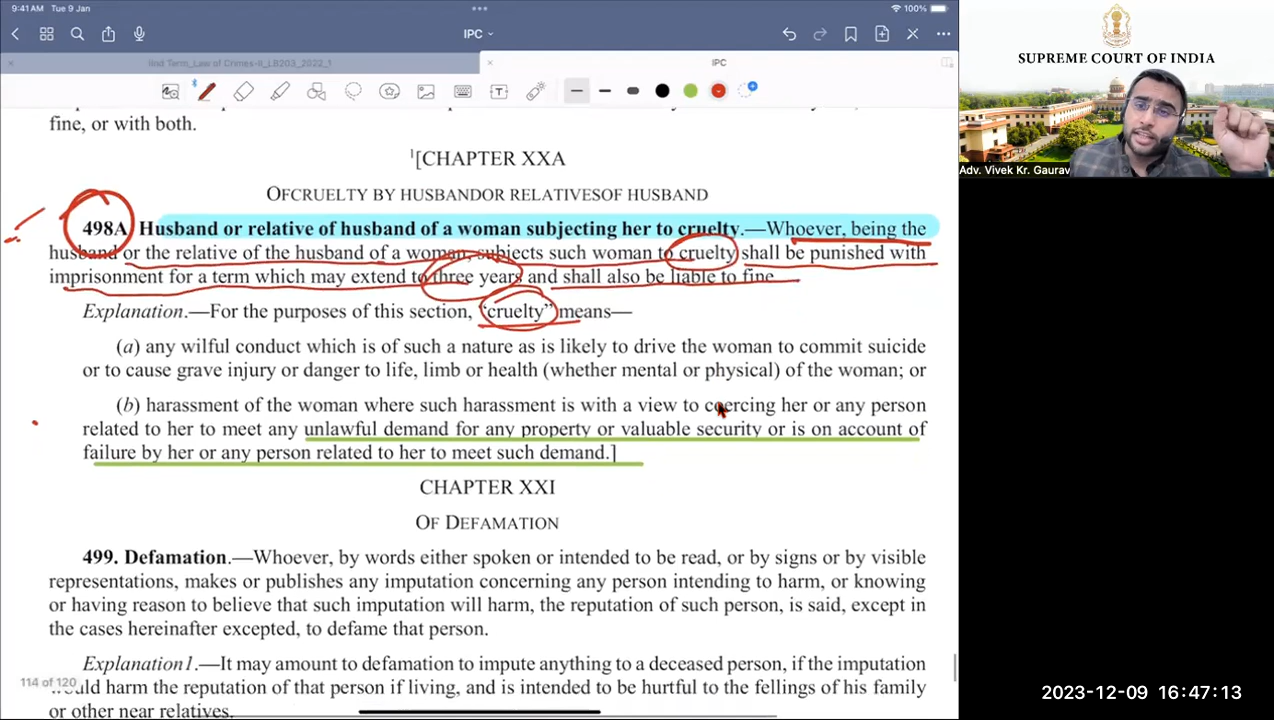 9:41 AM Tue 9 Jan
100%
IPC
IIIrd Term_Law of Crimes-II_LB203_2022_1
IPC
fine, or with both.
1[CHAPTER XXA
OFCRUELTY BY HUSBANDOR RELATIVESOF HUSBAND
498A. Husband or relative of husband of a woman subjecting her to cruelty.—Whoever, being the
husband or the relative of the husband of a woman, subjects such woman to cruelty shall be punished with
imprisonment for a term which may extend to three years and shall also be liable to fine
Explanation.—For the purposes of this section, “cruelty” means—
(a) any wilful conduct which is of such a nature as is likely to drive the woman to commit suicide
or to cause grave injury or danger to life, limb or health (whether mental or physical) of the woman; or
(b) harassment of the woman where such harassment is with a view to coercing her or any person
related to her to meet any unlawful demand for any property or valuable security or is on account of
failure by her or any person related to her to meet such demand.]
CHAPTER XXI
OF DEFAMATION
499. Defamation.—Whoever, by words either spoken or intended to be read, or by signs or by visible
representations, makes or publishes any imputation concerning any person intending to harm, or knowing
or having reason to believe that such imputation will harm, the reputation of such person, is said, except in
the cases hereinafter excepted, to defame that person.
Explanation1.—It may amount to defamation to impute anything to a deceased person, if the imputation
would harm the reputation of that person if living, and is intended to be hurtful to the fellings of his family
or other near relatives.
114 of 120
SUPREME COURT OF INDIA
Adv. Vivek Kr. Gaurav
2023-12-09 16:47:13